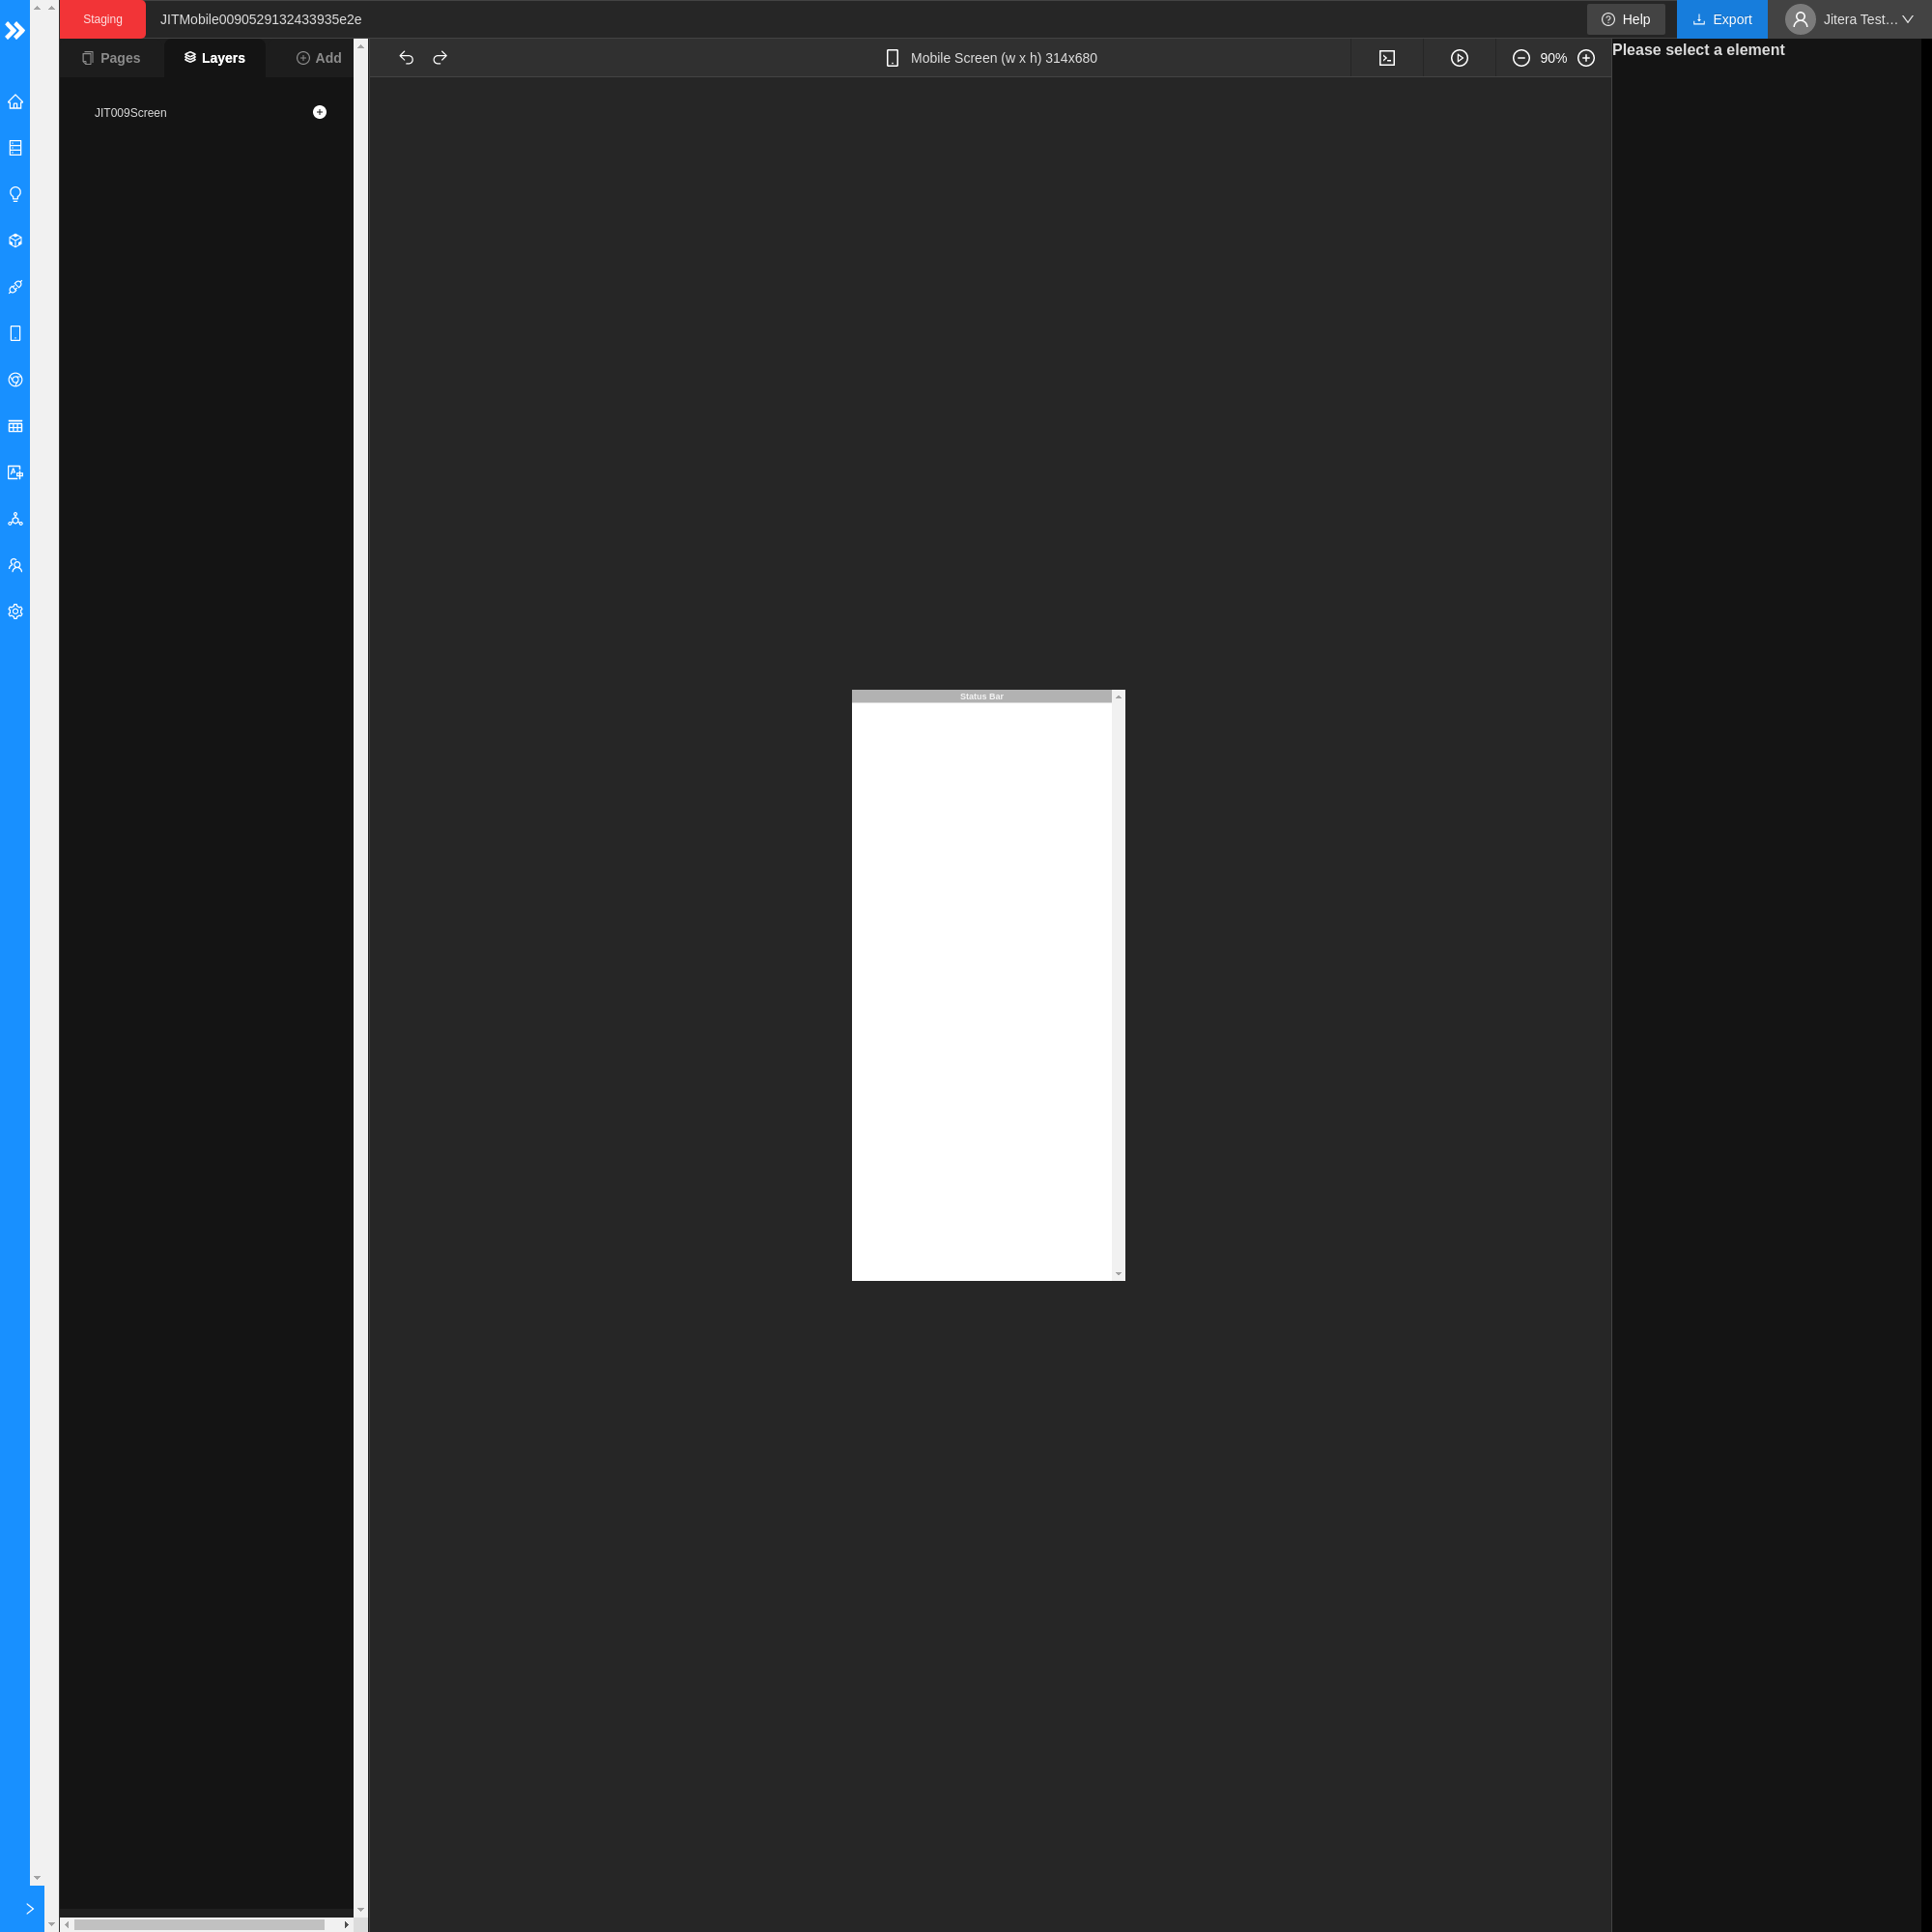 Staging
JITMobile0090529132433935e2e
Help
Export
Jitera Test...
Pages
Layers
Add
Mobile Screen (w x h) 314x680
90%
Please select a element
JIT009Screen
Status Bar